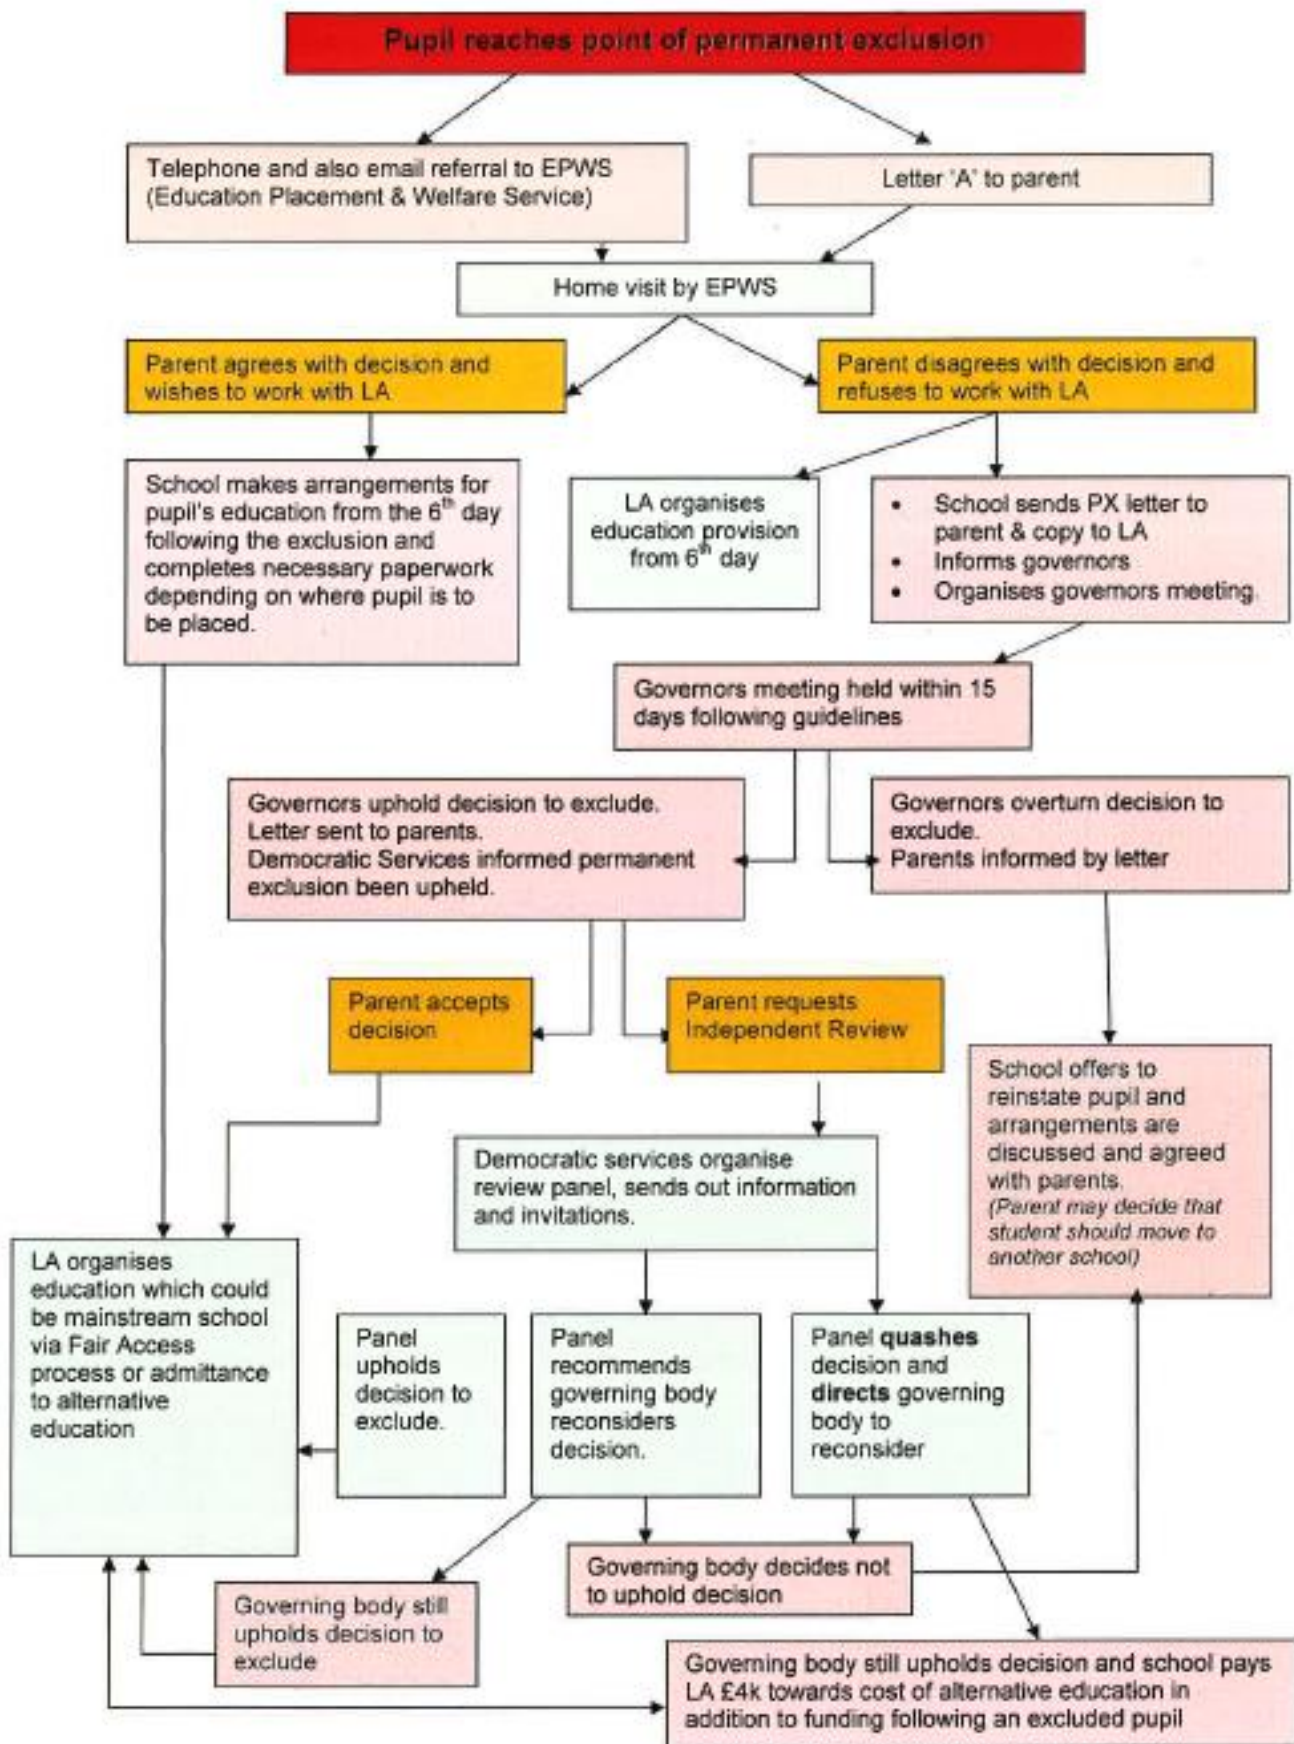 Pupil reaches point of permanent exclusion
Telephone and also email referral to EPWS
(Education Placement & Welfare Service)
Letter 'A' to parent
Home visit by EPWS
Parent agrees with decision and
wishes to work with LA
Parent disagrees with decision and
refuses to work with LA
School makes arrangements for
pupil's education from the 6th day
following the exclusion and
completes necessary paperwork
depending on where pupil is to
be placed.
LA organises
education provision
from 6th day
• School sends PX letter to
parent & copy to LA
• Informs governors
• Organises governors meeting.
Governors meeting held within 15
days following guidelines
Governors uphold decision to exclude.
Letter sent to parents.
Democratic Services informed permanent
exclusion been upheld.
Governors overturn decision to
exclude.
Parents informed by letter
Parent accepts
decision
Parent requests
Independent Review
School offers to
reinstate pupil and
arrangements are
discussed and agreed
with parents.
(Parent may decide that
student should move to
another school)
Democratic services organise
review panel, sends out information
and invitations.
LA organises
education which could
be mainstream school
via Fair Access
process or admittance
to alternative
education
Panel
upholds
decision to
exclude.
Panel
recommends
governing body
reconsiders
decision.
Panel quashes
decision and
directs governing
body to
reconsider
Governing body decides not
to uphold decision
Governing body still
upholds decision to
exclude
Governing body still upholds decision and school pays
LA £4k towards cost of alternative education in
addition to funding following an excluded pupil